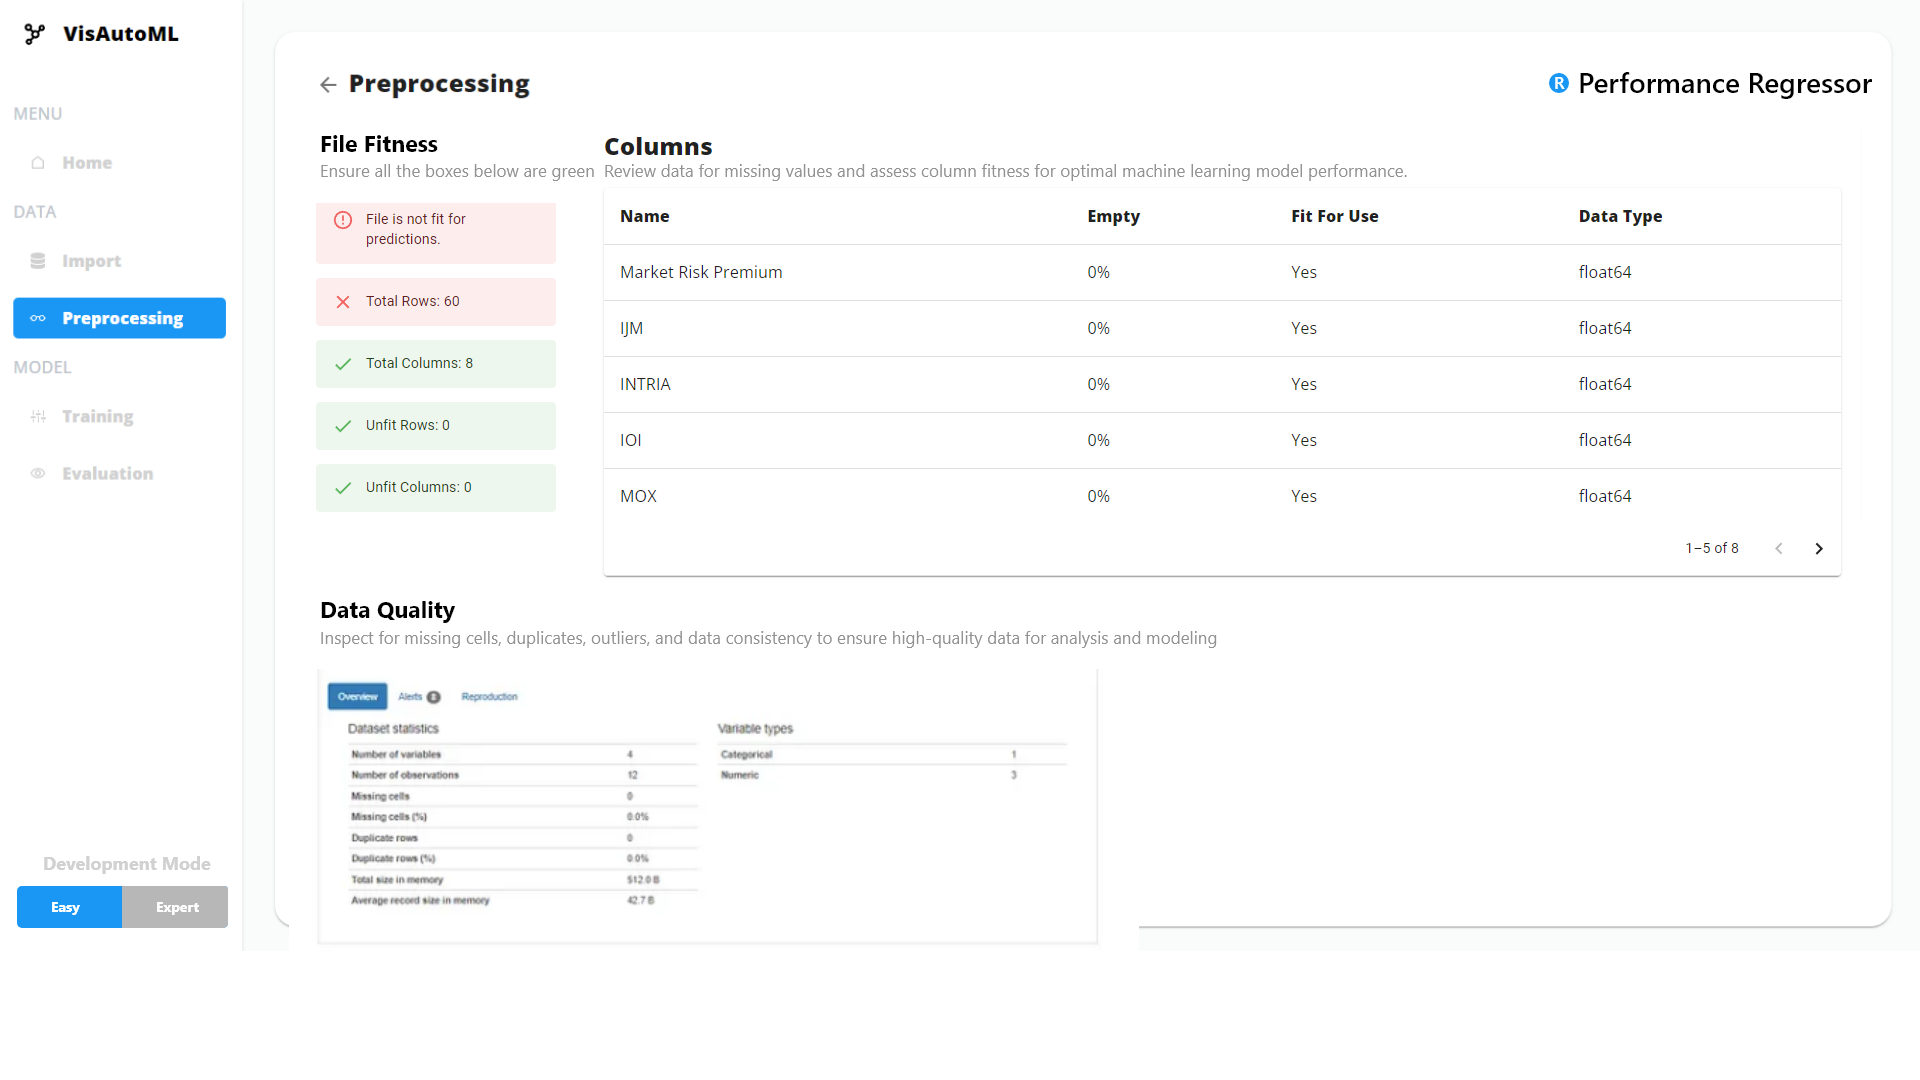 VisAutoML
MENU
Home
DATA
Import
Preprocessing
MODEL
Training
Evaluation
Development Mode
Easy Expert
Preprocessing
R Performance Regressor
File Fitness
Ensure all the boxes below are green
File is not fit for
predictions.
Total Rows: 60
Total Columns: 8
Unfit Rows: 0
Unfit Columns: 0
Columns
Review data for missing values and assess column fitness for optimal machine learning model performance.
Name Empty Fit For Use Data Type
Market Risk Premium 0% Yes float64
IJM 0% Yes float64
INTRIA 0% Yes float64
IOI 0% Yes float64
MOX 0% Yes float64
1–5 of 8
Data Quality
Inspect for missing cells, duplicates, outliers, and data consistency to ensure high-quality data for analysis and modeling
Overview Alerts Reproduction
Dataset statistics
Number of variables 4
Number of observations 12
Missing cells 0
Missing cells (%) 0.0%
Duplicate rows 0
Duplicate rows (%) 0.0%
Total size in memory 512.0 B
Average record size in memory 42.7 B
Variable types
Categorical 1
Numeric 3